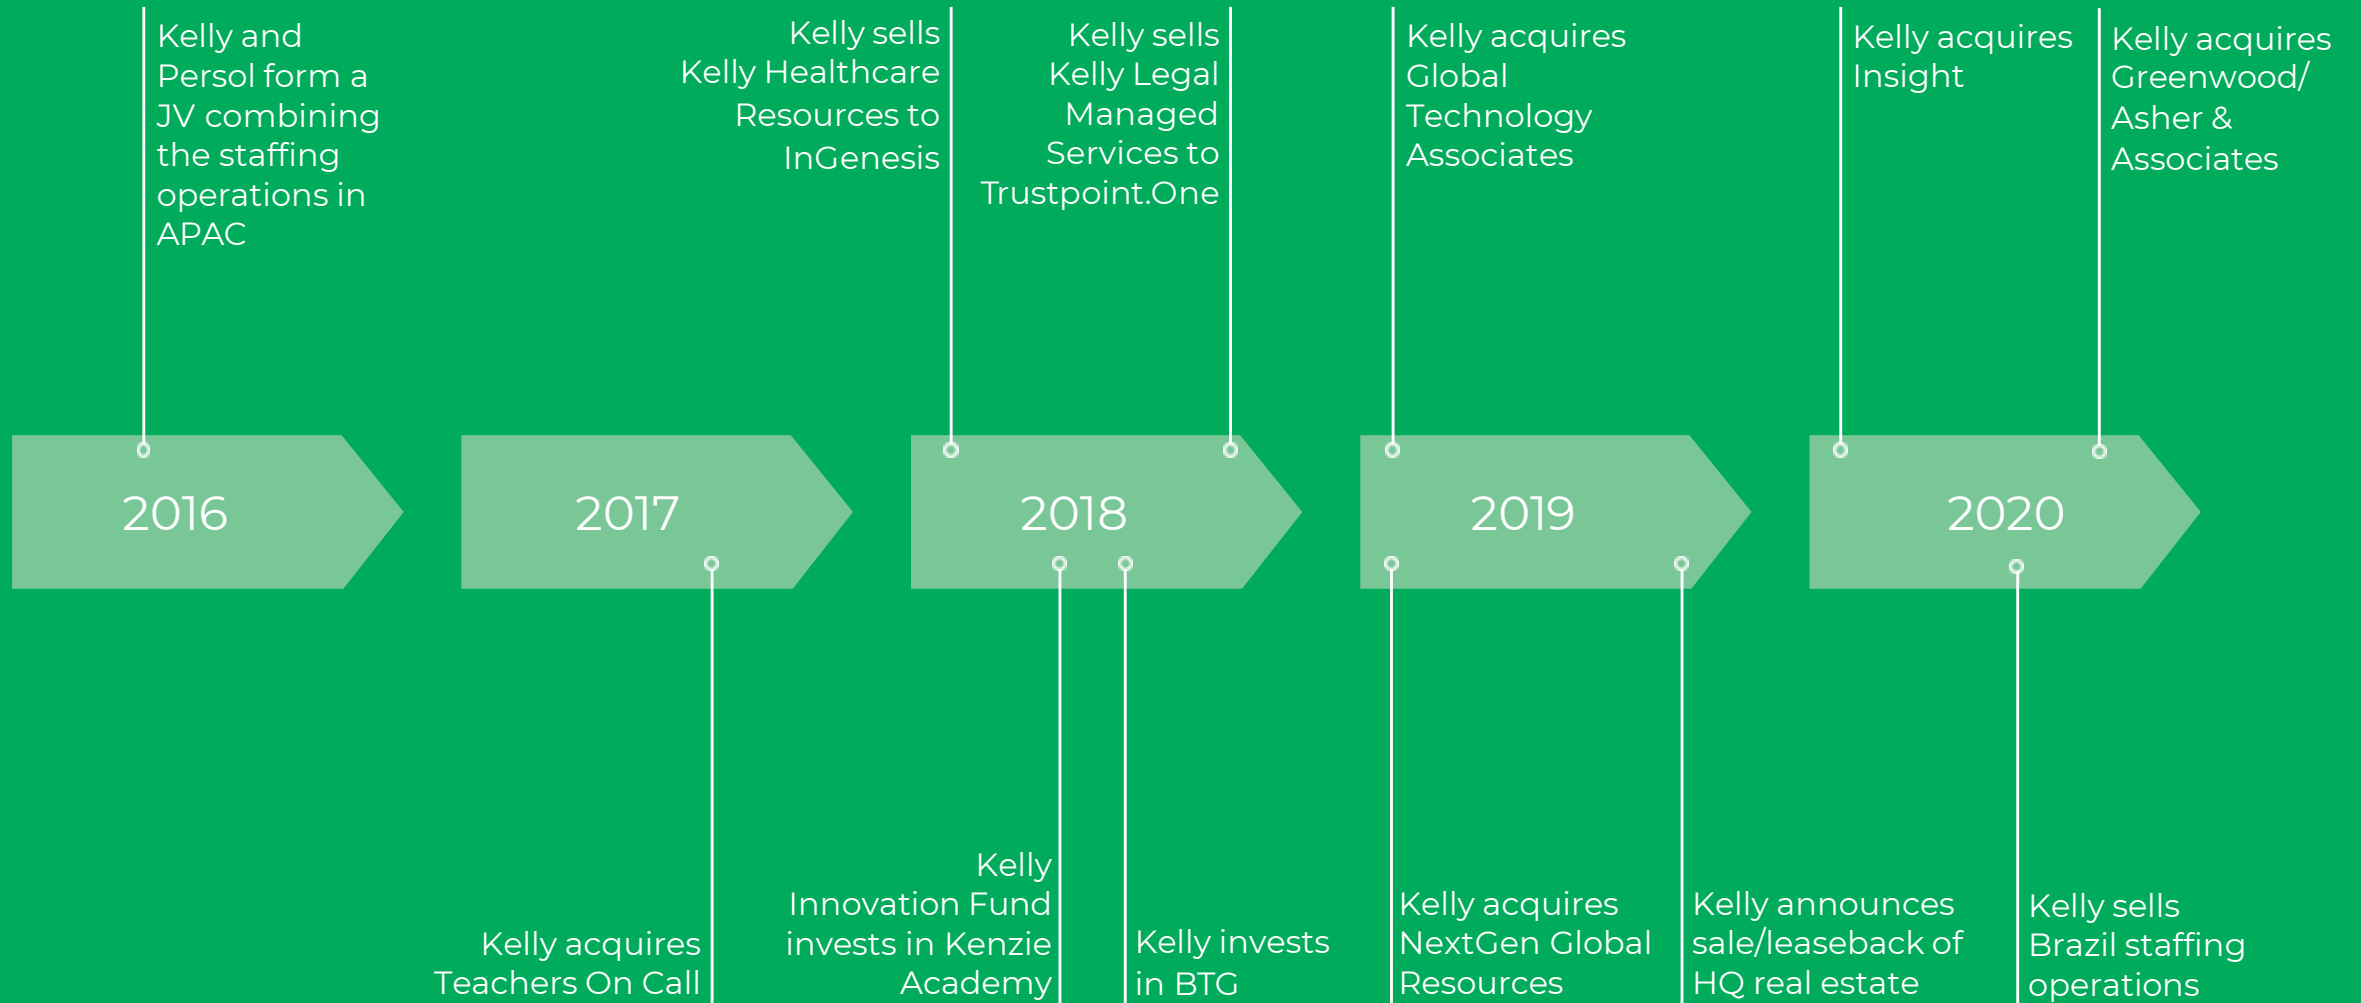 Kelly and
Persol form a
JV combining
the staffing
operations in
APAC
Kelly sells
Kelly Healthcare
Resources to
InGenesis
Kelly sells
Kelly Legal
Managed
Services to
Trustpoint.One
Kelly acquires
Global
Technology
Associates
Kelly acquires
Insight
Kelly acquires
Greenwood/
Asher &
Associates
2016
2017
2018
2019
2020
Kelly acquires
Teachers On Call
Kelly
Innovation Fund
invests in Kenzie
Academy
Kelly invests
in BTG
Kelly acquires
NextGen Global
Resources
Kelly announces
sale/leaseback of
HQ real estate
Kelly sells
Brazil staffing
operations